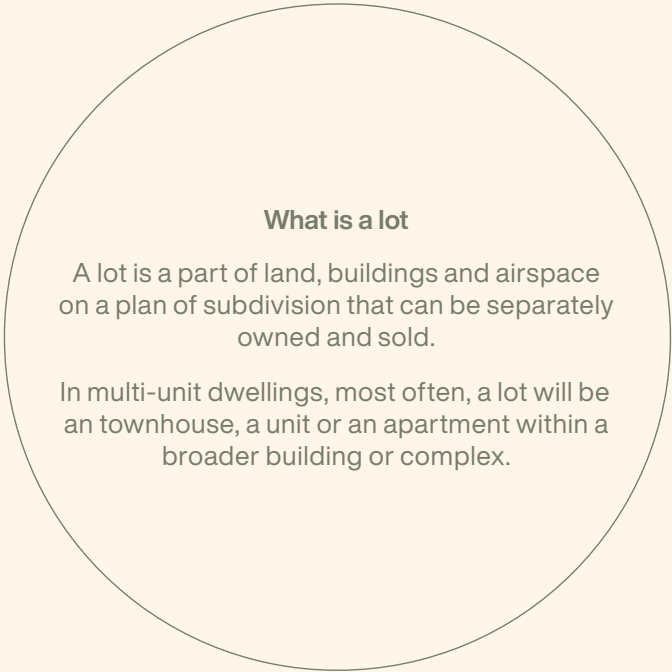 What is a lot
A lot is a part of land, buildings and airspace
on a plan of subdivision that can be separately
owned and sold.
In multi-unit dwellings, most often, a lot will be
an townhouse, a unit or an apartment within a
broader building or complex.